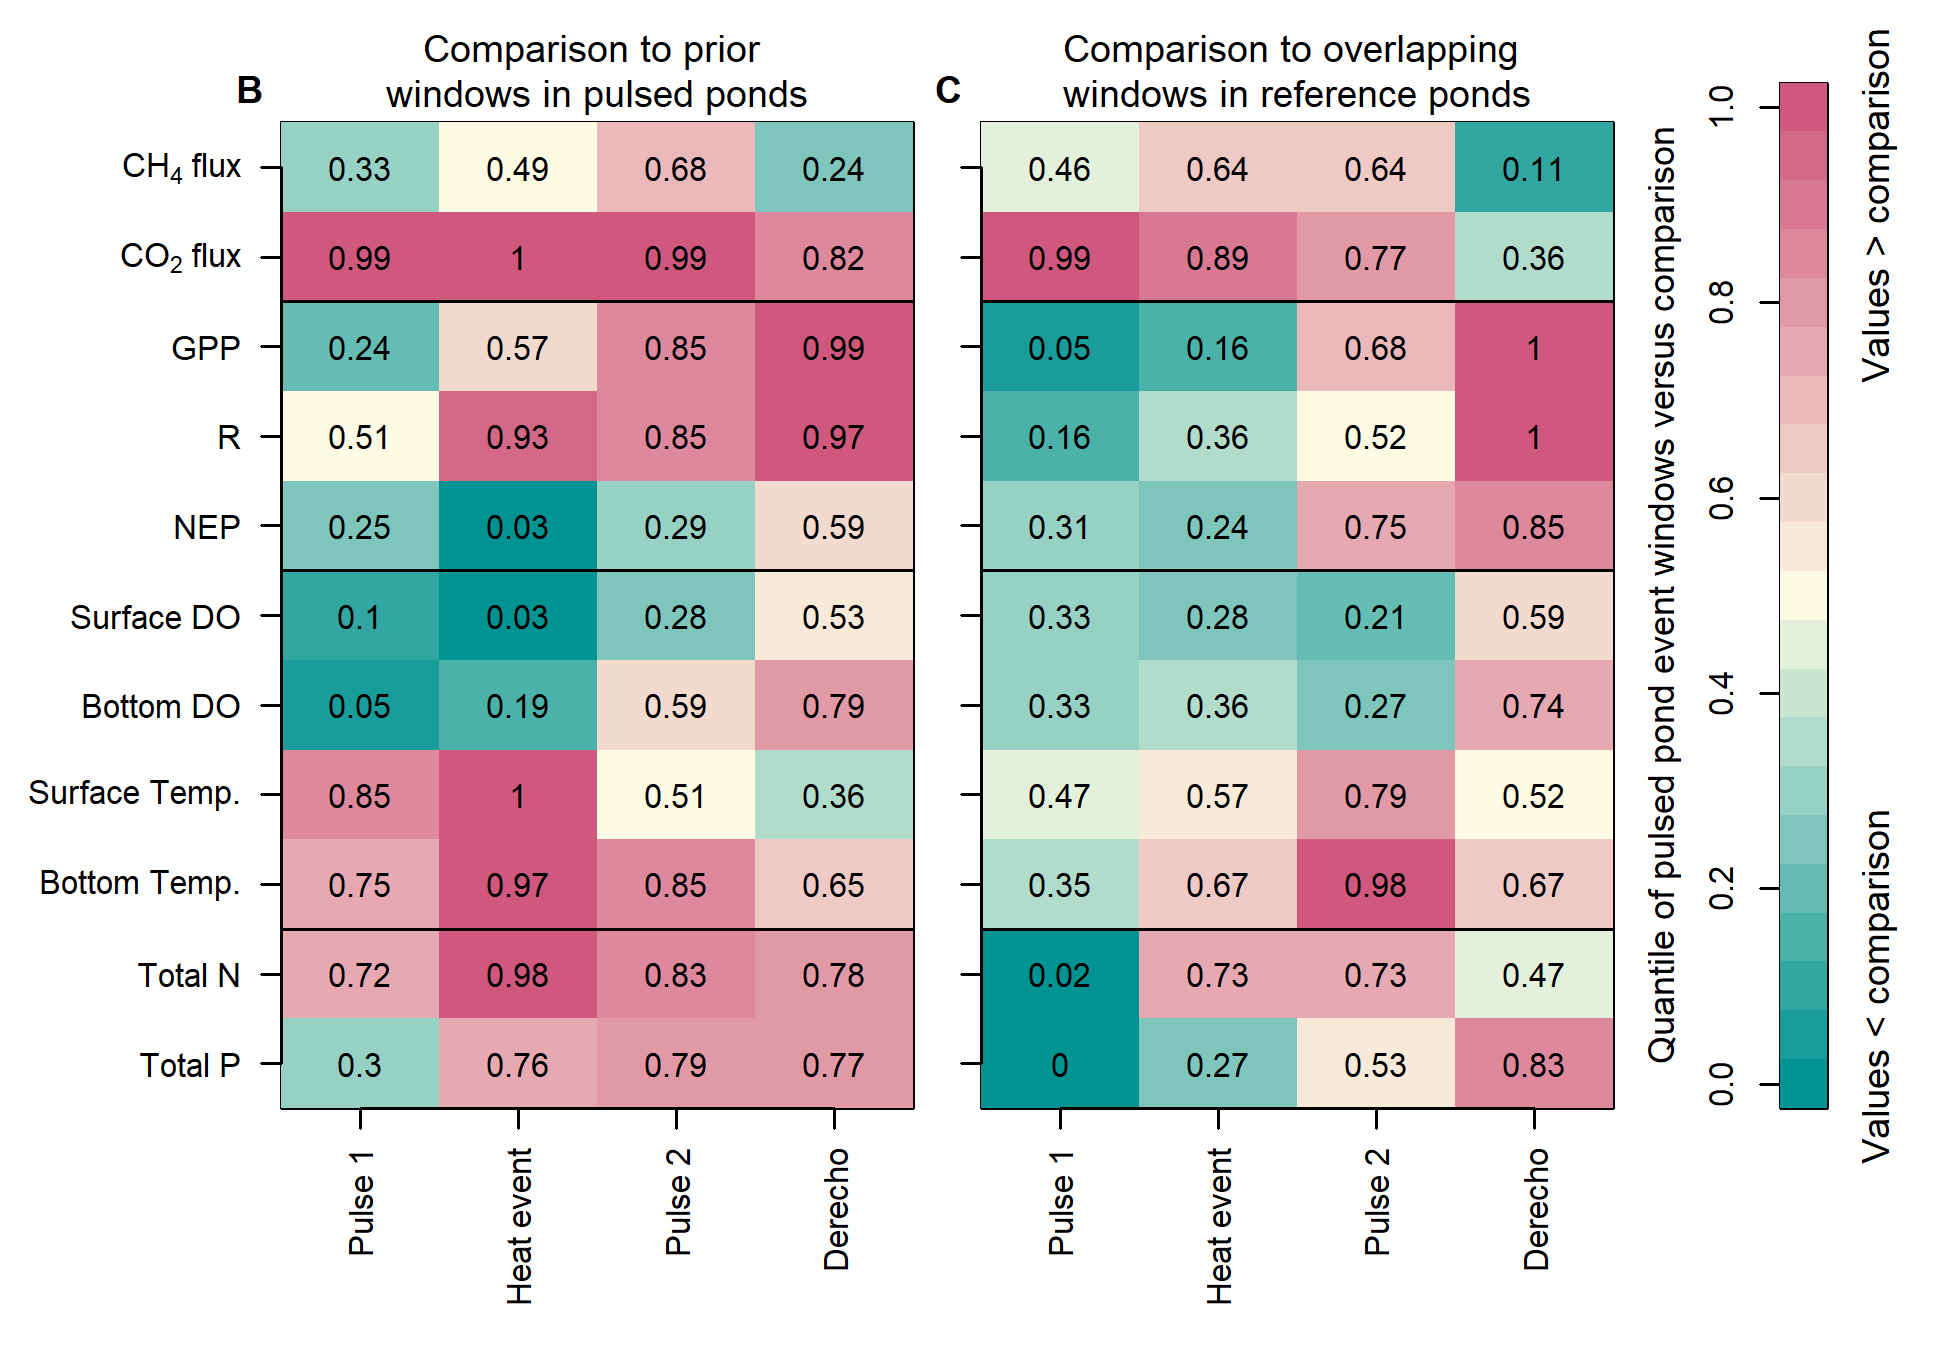 B
Comparison to prior
windows in pulsed ponds
C
Comparison to overlapping
windows in reference ponds
CH₄ flux 0.33 0.49 0.68 0.24 0.46 0.64 0.64 0.11
CO₂ flux 0.99 1 0.99 0.82 0.99 0.89 0.77 0.36
GPP 0.24 0.57 0.85 0.99 0.05 0.16 0.68 1
R 0.51 0.93 0.85 0.97 0.16 0.36 0.52 1
NEP 0.25 0.03 0.29 0.59 0.31 0.24 0.75 0.85
Surface DO 0.1 0.03 0.28 0.53 0.33 0.28 0.21 0.59
Bottom DO 0.05 0.19 0.59 0.79 0.33 0.36 0.27 0.74
Surface Temp. 0.85 1 0.51 0.36 0.47 0.57 0.79 0.52
Bottom Temp. 0.75 0.97 0.85 0.65 0.35 0.67 0.98 0.67
Total N 0.72 0.98 0.83 0.78 0.02 0.73 0.73 0.47
Total P 0.3 0.76 0.79 0.77 0 0.27 0.53 0.83
Pulse 1
Heat event
Pulse 2
Derecho
Pulse 1
Heat event
Pulse 2
Derecho
Quantile of pulsed pond event windows versus comparison
1.0
0.8
0.6
0.4
0.2
0.0
Values > comparison
Values < comparison